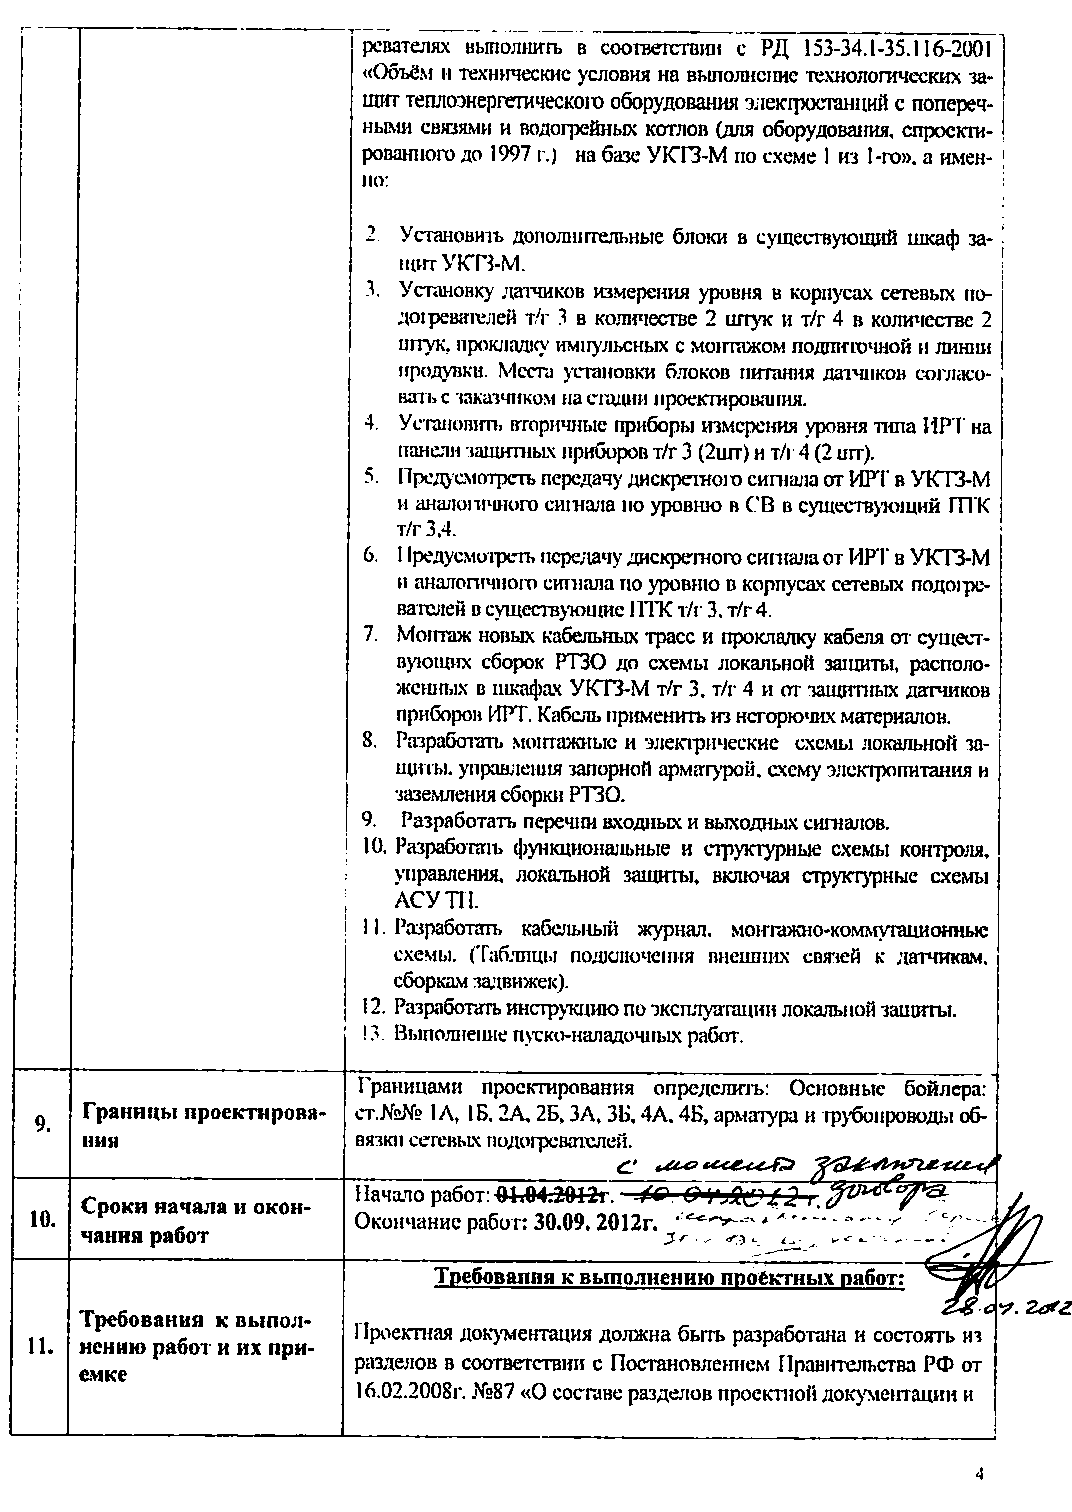 ревателях выполнить в соответствии с РД 153-34.1-35.116-2001
«Объём и технические условия на выполнение технологических за-
щит теплоэнергетического оборудования электростанций с попереч-
ными связями и водогрейных котлов (для оборудования, спроекти-
рованного до 1997 г.) на базе УКТЗ-М по схеме 1 из 1-го», а имен-
но:
2. Установить дополнительные блоки в существующий шкаф за-
щит УКТЗ-М.
3. Установку датчиков измерения уровня в корпусах сетевых по-
догревателей т/г 3 в количестве 2 штук и т/г 4 в количестве 2
штук, прокладку импульсных с монтажом подпиточной и линии
продувки. Места установки блоков питания датчиков согласо-
вать с заказчиком на стадии проектирования.
4. Установить вторичные приборы измерения уровня типа ИРТ на
панели защитных приборов т/г 3 (2шт) и т/г 4 (2 шт).
5. Предусмотреть передачу дискретного сигнала от ИРТ в УКТЗ-М
и аналогичного сигнала по уровню в СВ в существующий ПТК
т/г 3,4.
6. Предусмотреть передачу дискретного сигнала от ИРТ в УКТЗ-М
и аналогичного сигнала по уровню в корпусах сетевых подогре-
вателей в существующие ПТК т/г 3, т/г 4.
7. Монтаж новых кабельных трасс и прокладку кабеля от сущест-
вующих сборок РТЗО до схемы локальной защиты, располо-
женных в шкафах УКТЗ-М т/г 3, т/г 4 и от защитных датчиков
приборов ИРТ. Кабель применить из негорючих материалов.
8. Разработать монтажные и электрические схемы локальной за-
щиты, управления запорной арматурой, схему электропитания и
заземления сборки РТЗО.
9. Разработать перечни входных и выходных сигналов.
10. Разработать функциональные и структурные схемы контроля,
управления, локальной защиты, включая структурные схемы
АСУ ТП.
11. Разработать кабельный журнал, монтажно-коммутационные
схемы. (Таблицы подключения внешних связей к датчикам,
сборкам задвижек).
12. Разработать инструкцию по эксплуатации локальной защиты.
13. Выполнение пуско-наладочных работ.
9. Границы проектирова-
ния
Границами проектирования определить: Основные бойлера:
ст.№№ 1А, 1Б, 2А, 2Б, 3А, 3Б, 4А, 4Б, арматура и трубопроводы об-
вязки сетевых подогревателей.
с момента заключения
договора
10. Сроки начала и окон-
чания работ
Начало работ: 01.04.2012г. 10.04.2012г.
Окончание работ: 30.09. 2012г.
28.04.2012
11. Требования к выпол-
нению работ и их при-
емке
Требования к выполнению проектных работ:
Проектная документация должна быть разработана и состоять из
разделов в соответствии с Постановлением Правительства РФ от
16.02.2008г. №87 «О составе разделов проектной документации и
4